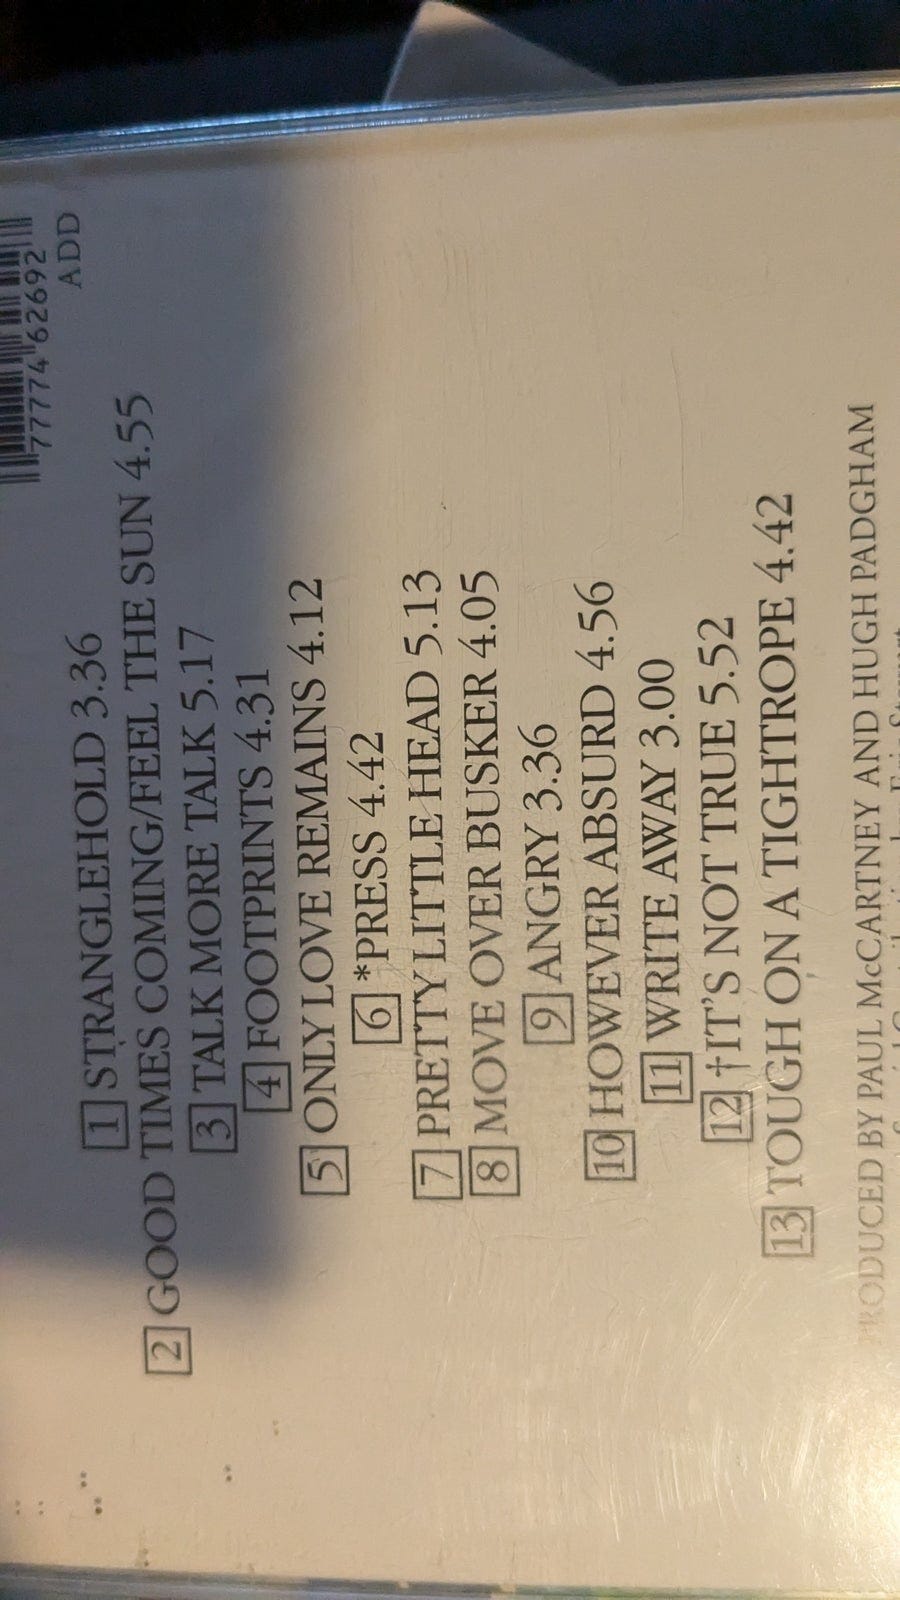 77774 62692
ADD
1 STRANGLEHOLD 3.36
2 GOOD TIMES COMING/FEEL THE SUN 4.55
3 TALK MORE TALK 5.17
4 FOOTPRINTS 4.31
5 ONLY LOVE REMAINS 4.12
6 *PRESS 4.42
7 PRETTY LITTLE HEAD 5.13
8 MOVE OVER BUSKER 4.05
9 ANGRY 3.36
10 HOWEVER ABSURD 4.56
11 WRITE AWAY 3.00
12 †IT'S NOT TRUE 5.52
13 TOUGH ON A TIGHTROPE 4.42
PRODUCED BY PAUL McCARTNEY AND HUGH PADGHAM